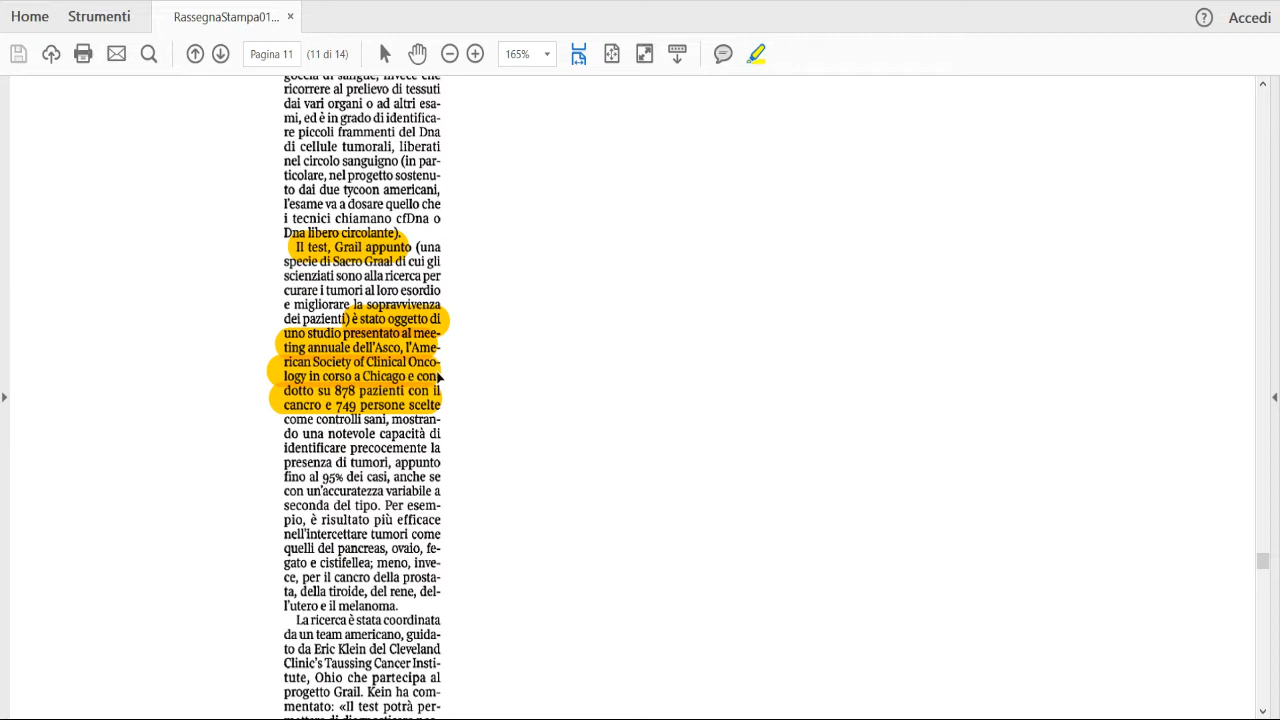 Home Strumenti RassegnaStampa01... × ? Accedi
Pagina 11 (11 di 14) 165%
goccia di sangue, invece che
ricorrere al prelievo di tessuti
dai vari organi o ad altri esa-
mi, ed è in grado di identifica-
re piccoli frammenti del Dna
di cellule tumorali, liberati
nel circolo sanguigno (in par-
ticolare, nel progetto sostenu-
to dai due tycoon americani,
l'esame va a dosare quello che
i tecnici chiamano cfDna o
Dna libero circolante).
Il test, Grail appunto (una
specie di Sacro Graal di cui gli
scienziati sono alla ricerca per
curare i tumori al loro esordio
e migliorare la sopravvivenza
dei pazienti) è stato oggetto di
uno studio presentato al mee-
ting annuale dell'Asco, l'Ame-
rican Society of Clinical Onco-
logy in corso a Chicago e con-
dotto su 878 pazienti con il
cancro e 749 persone scelte
come controlli sani, mostran-
do una notevole capacità di
identificare precocemente la
presenza di tumori, appunto
fino al 95% dei casi, anche se
con un'accuratezza variabile a
seconda del tipo. Per esem-
pio, è risultato più efficace
nell'intercettare tumori come
quelli del pancreas, ovaio, fe-
gato e cistifellea; meno, inve-
ce, per il cancro della prosta-
ta, della tiroide, del rene, del-
l'utero e il melanoma.
La ricerca è stata coordinata
da un team americano, guida-
to da Eric Klein del Cleveland
Clinic's Taussing Cancer Insti-
tute, Ohio che partecipa al
progetto Grail. Kein ha com-
mentato: «Il test potrà per-
mettere di diagnosticare nee-